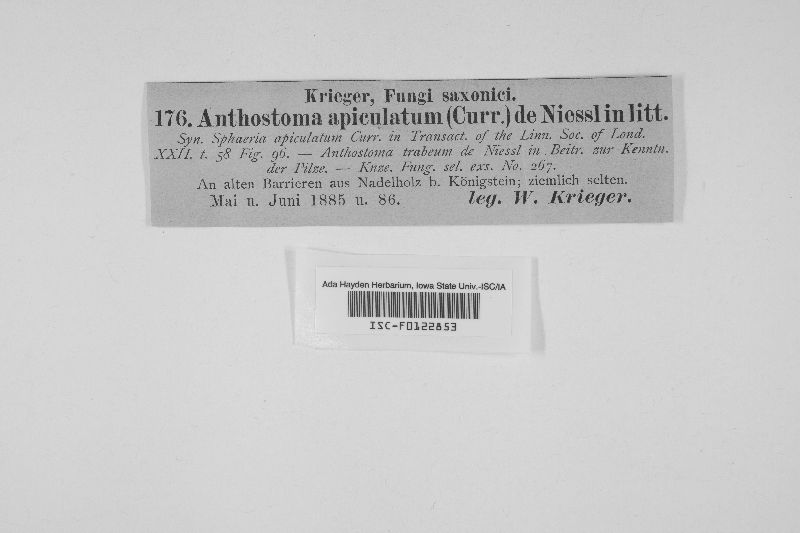 Krieger, Fungi saxonici.
176. Anthostoma apiculatum (Curr.) de Niessl in litt.
Syn. Sphaeria apiculatum Curr. in Transact. of the Linn. Soc. of Lond.
XXII. t. 58 Fig. 96. — Anthostoma trabeum de Niessl in Beitr. zur Kenntn.
der Pilze. — Knze. Fung. sel. exs. No. 267.
An alten Barrieren aus Nadelholz b. Königstein; ziemlich selten.
Mai u. Juni 1885 u. 86. leg. W. Krieger.
Ada Hayden Herbarium, Iowa State Univ.-ISC/IA
ISC-F0122853